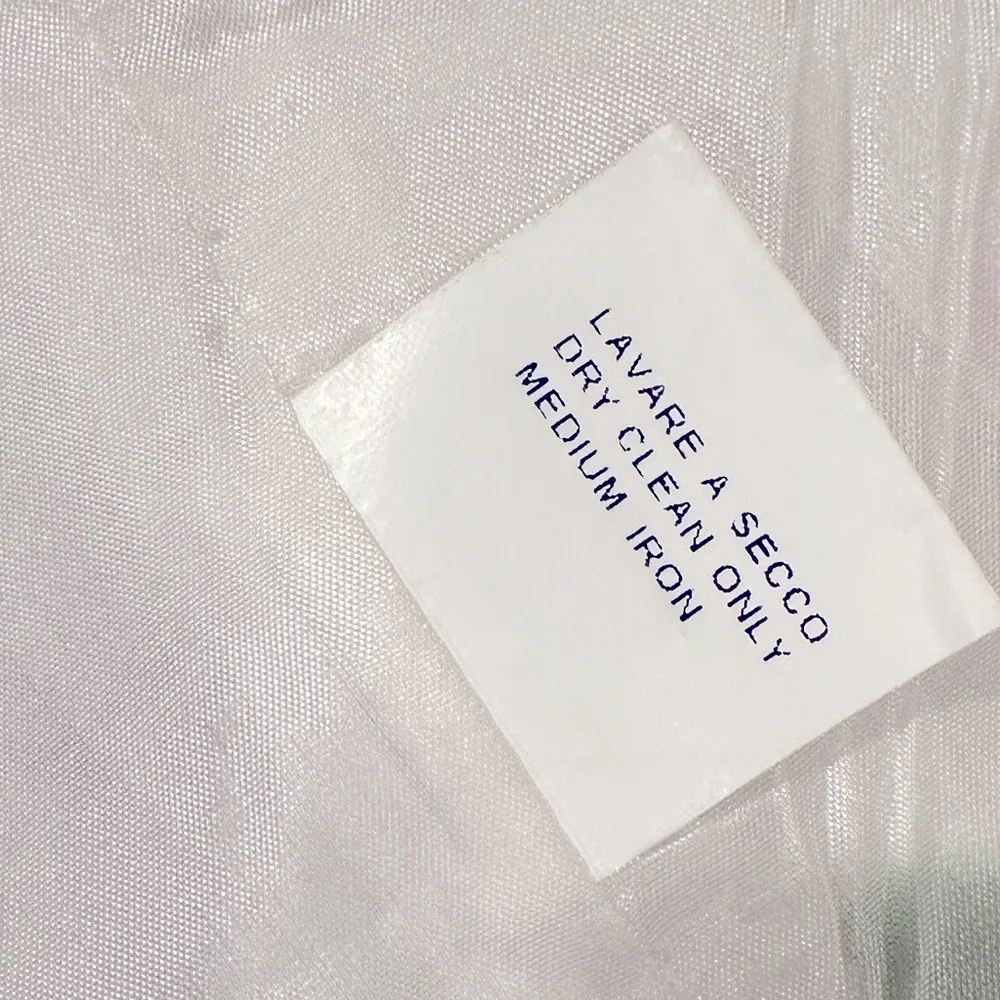 LAVARE A SECCO
DRY CLEAN ONLY
MEDIUM IRON